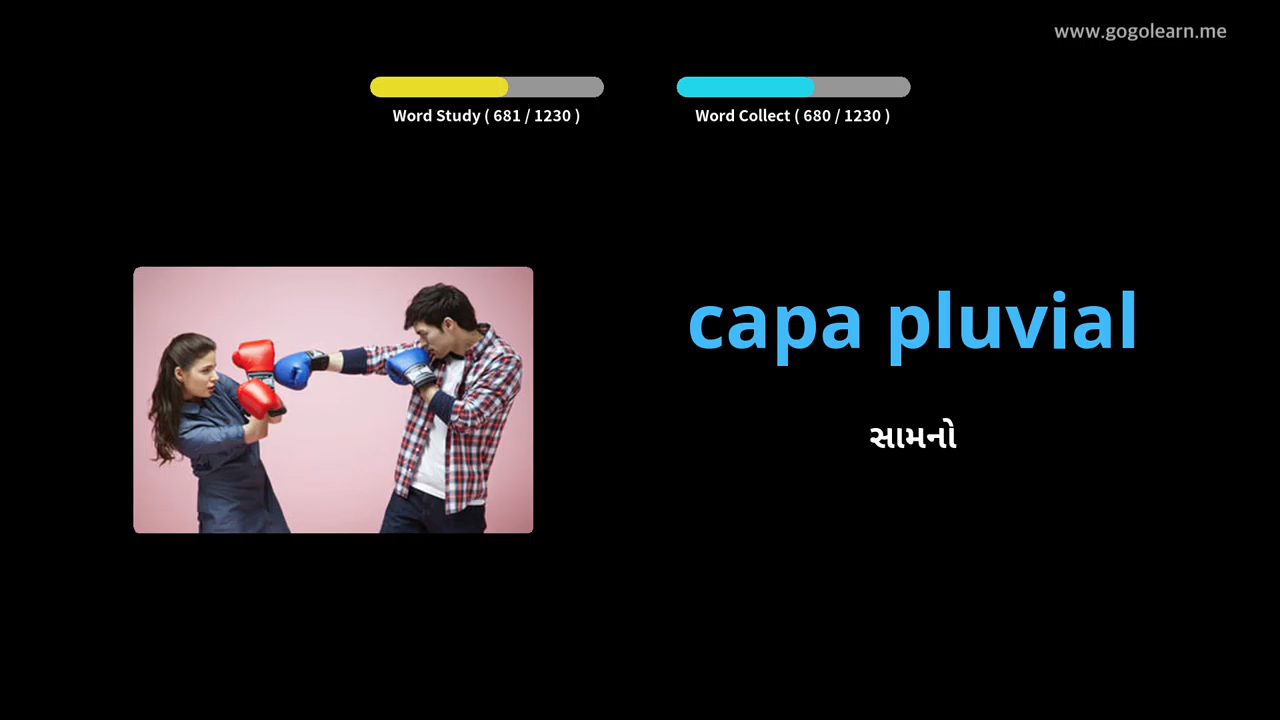 www.gogolearn.me
Word Study ( 681 / 1230 )
Word Collect ( 680 / 1230 )
capa pluvial
સામનો